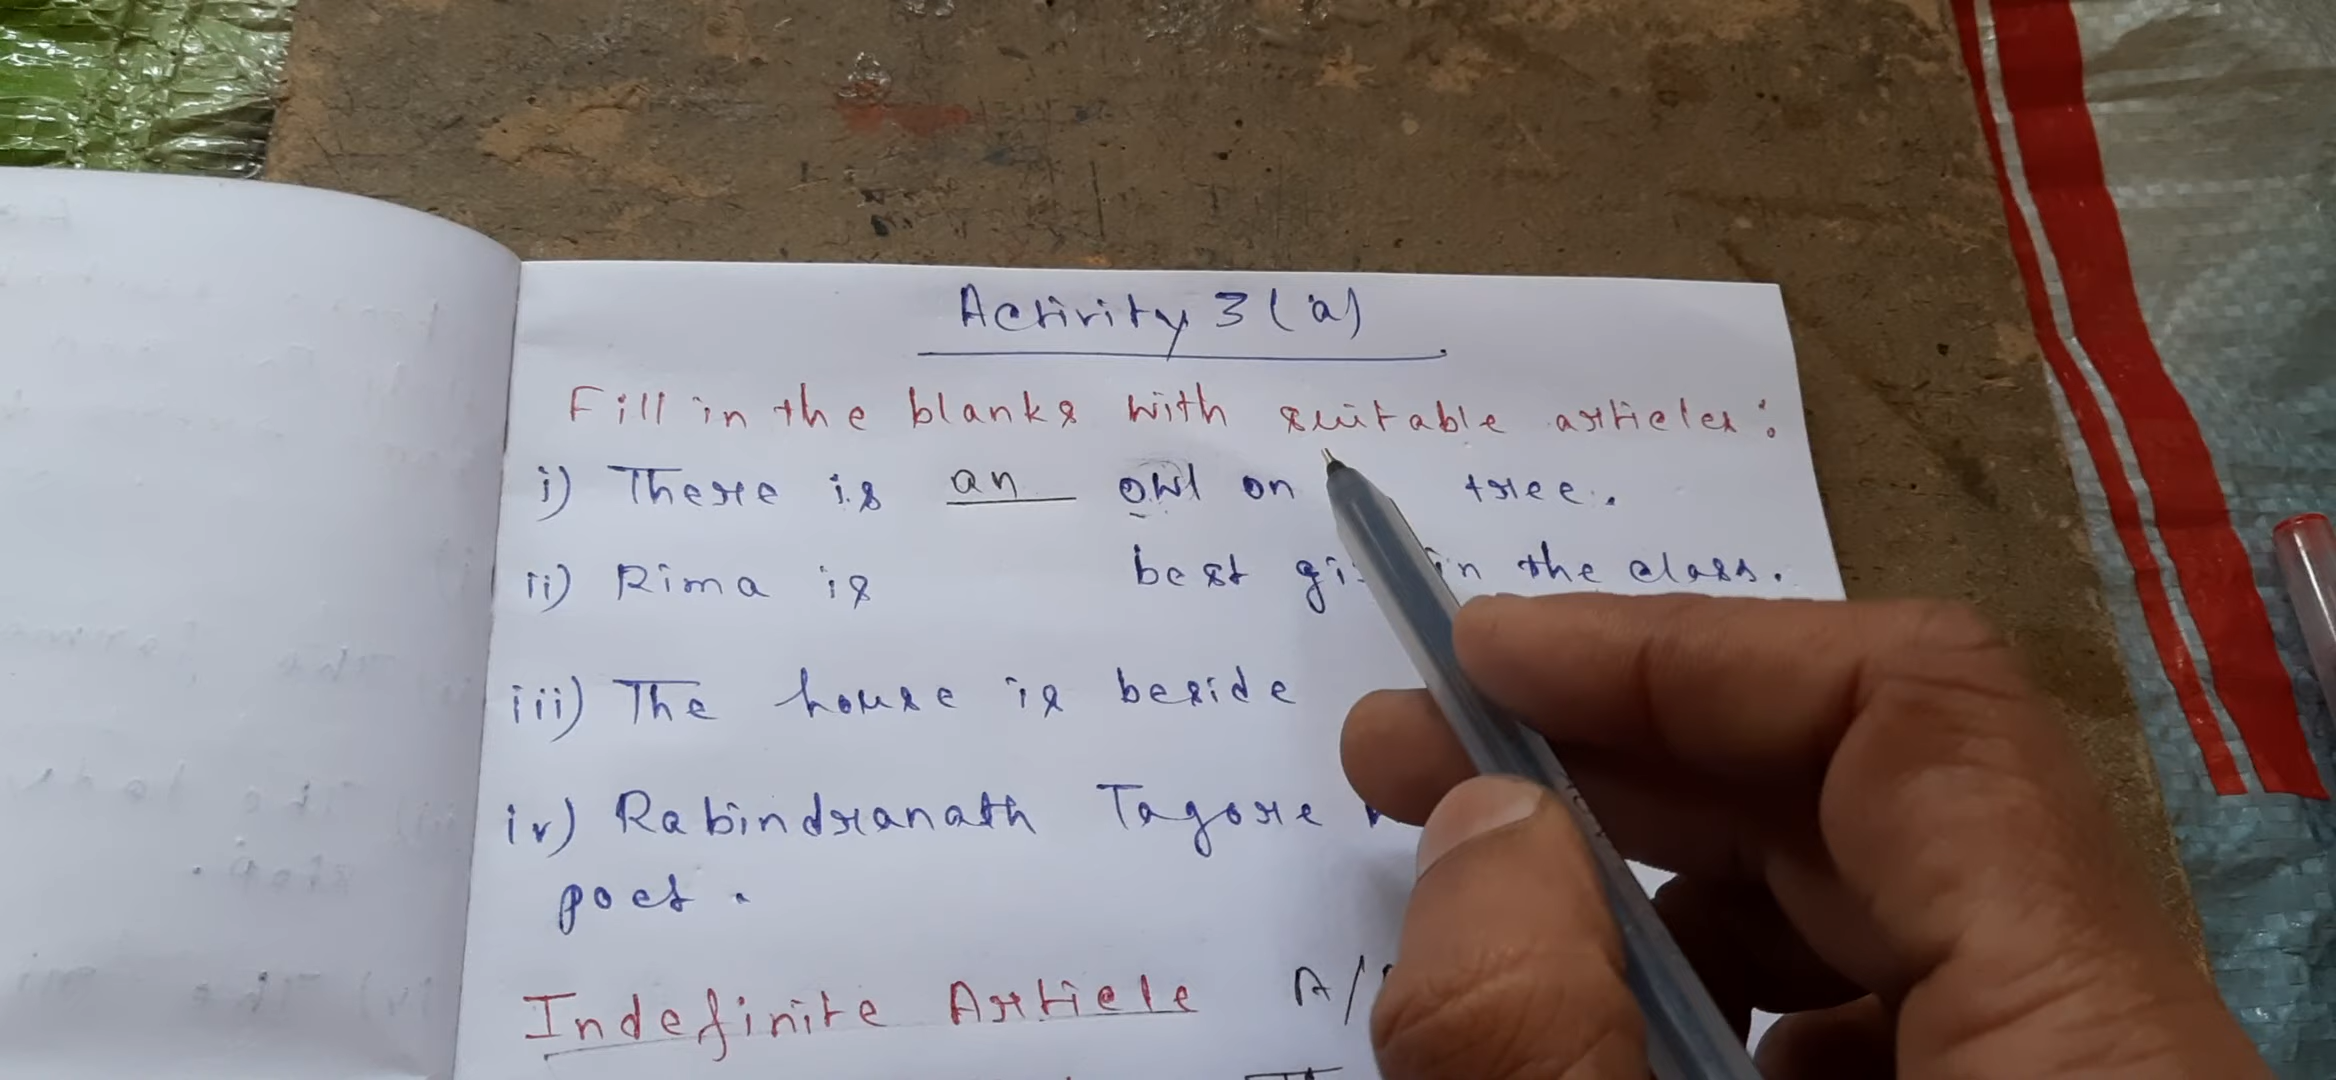 Activity 3 (a)
Fill in the blanks with suitable articles:
i) There is an owl on tree.
ii) Rima is best in the class.
iii) The house is beside
iv) Rabindranath Tagore
poet.
Indefinite Article A/